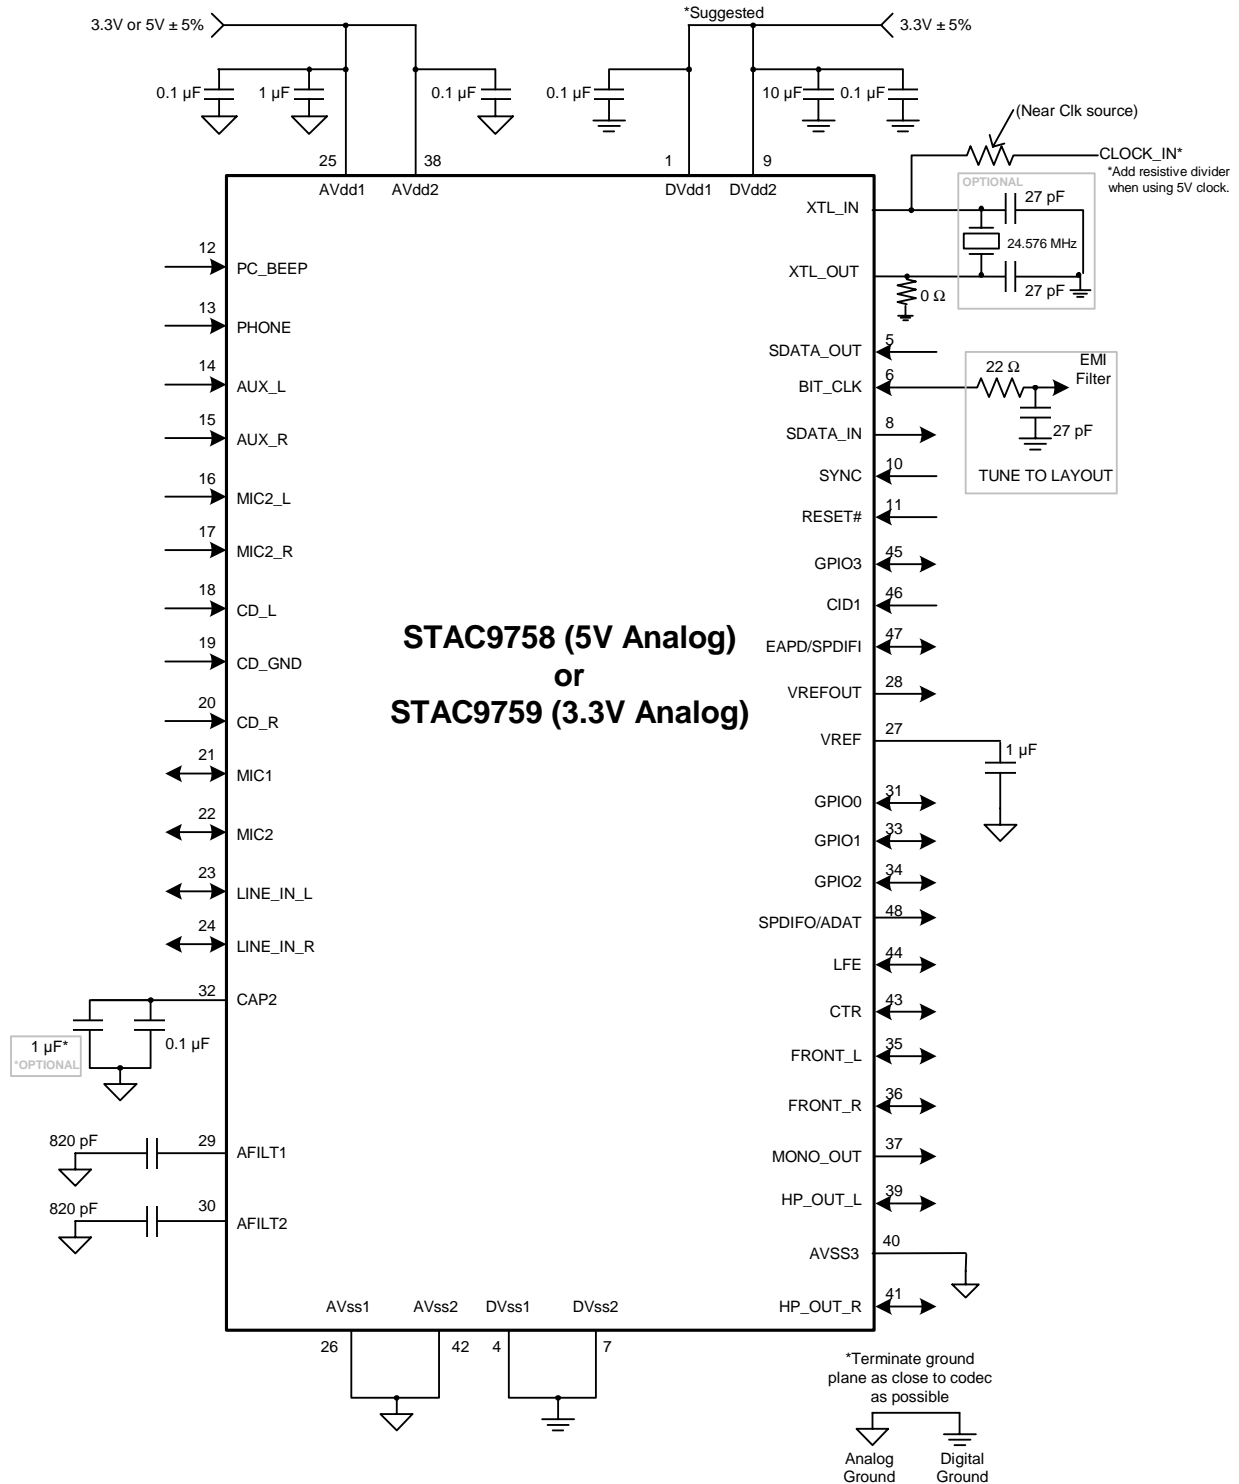 3.3V or 5V ± 5%
*Suggested
3.3V ± 5%
0.1 µF
1 µF
0.1 µF
0.1 µF
10 µF
0.1 µF
(Near Clk source)
CLOCK_IN*
*Add resistive divider
when using 5V clock.
25
38
1
9
AVdd1
AVdd2
DVdd1
DVdd2
OPTIONAL
27 pF
24.576 MHz
27 pF
XTL_IN
XTL_OUT
0 Ω
12
PC_BEEP
13
PHONE
14
AUX_L
15
AUX_R
16
MIC2_L
17
MIC2_R
18
CD_L
19
CD_GND
20
CD_R
21
MIC1
22
MIC2
23
LINE_IN_L
24
LINE_IN_R
32
CAP2
1 µF*
*OPTIONAL
0.1 µF
820 pF
29
AFILT1
820 pF
30
AFILT2
STAC9758 (5V Analog)
or
STAC9759 (3.3V Analog)
SDATA_OUT
5
BIT_CLK
6
22 Ω
EMI
Filter
27 pF
TUNE TO LAYOUT
SDATA_IN
8
SYNC
10
RESET#
11
GPIO3
45
CID1
46
EAPD/SPDIFI
47
VREFOUT
28
VREF
27
1 µF
GPIO0
31
GPIO1
33
GPIO2
34
SPDIFO/ADAT
48
LFE
44
CTR
43
FRONT_L
35
FRONT_R
36
MONO_OUT
37
HP_OUT_L
39
AVSS3
40
HP_OUT_R
41
AVss1
AVss2
DVss1
DVss2
26
42
4
7
*Terminate ground
plane as close to codec
as possible
Analog
Ground
Digital
Ground